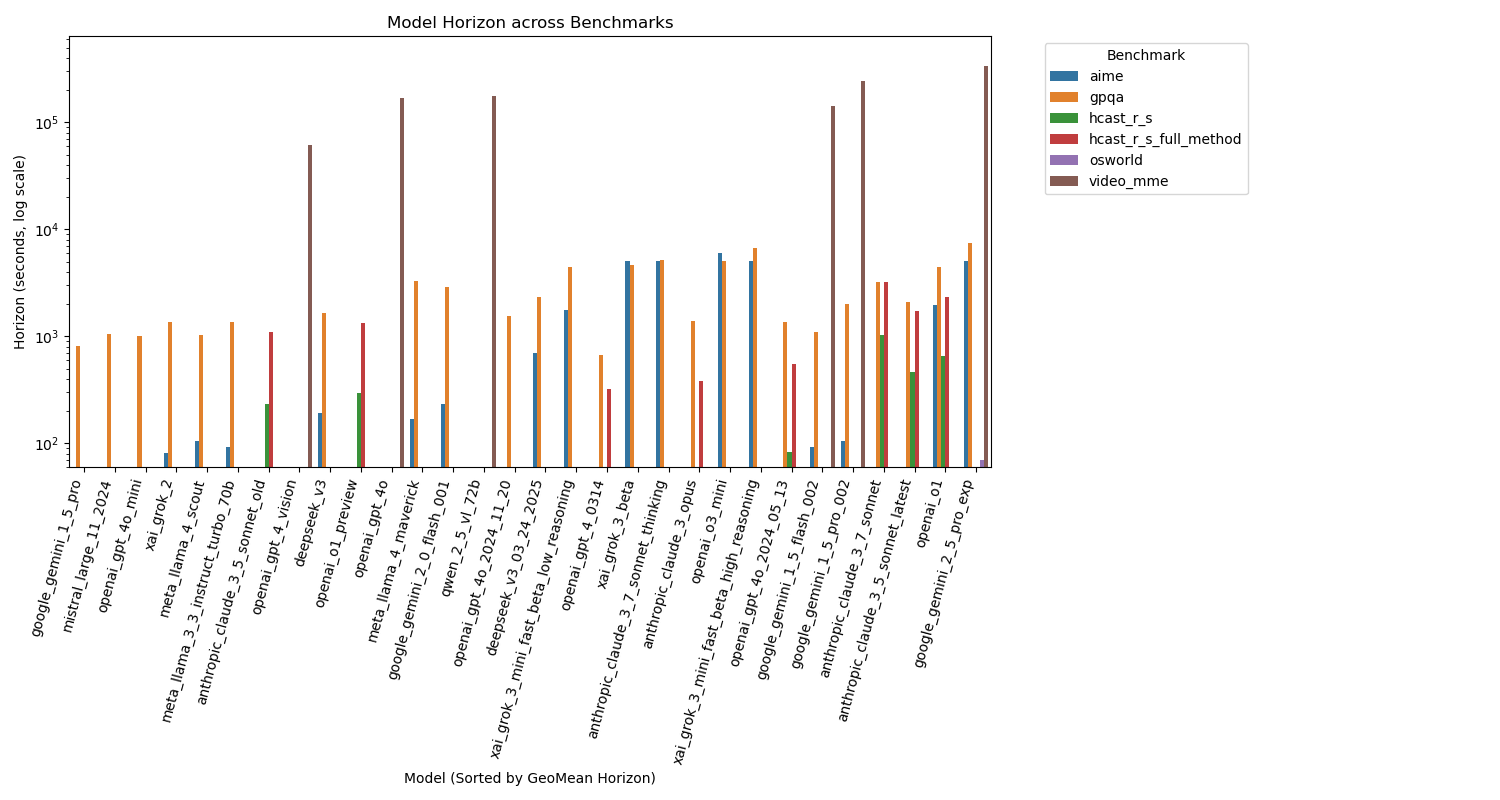 Model Horizon across Benchmarks
Horizon (seconds, log scale)
10^5
10^4
10^3
10^2
google_gemini_1_5_pro
mistral_large_11_2024
openai_gpt_4o_mini
xai_grok_2
meta_llama_4_scout
meta_llama_3_3_instruct_turbo_70b
anthropic_claude_3_5_sonnet_old
openai_gpt_4_vision
deepseek_v3
openai_o1_preview
openai_gpt_4o
meta_llama_4_maverick
google_gemini_2_0_flash_001
qwen_2_5_vl_72b
openai_gpt_4o_2024_11_20
deepseek_v3_03_24_2025
xai_grok_3_mini_fast_beta_low_reasoning
openai_gpt_4_0314
xai_grok_3_beta
anthropic_claude_3_7_sonnet_thinking
anthropic_claude_3_opus
openai_o3_mini
xai_grok_3_mini_fast_beta_high_reasoning
openai_gpt_4o_2024_05_13
google_gemini_1_5_flash_002
google_gemini_1_5_pro_002
anthropic_claude_3_7_sonnet
anthropic_claude_3_5_sonnet_latest
openai_o1
google_gemini_2_5_pro_exp
Model (Sorted by GeoMean Horizon)
Benchmark
aime
gpqa
hcast_r_s
hcast_r_s_full_method
osworld
video_mme